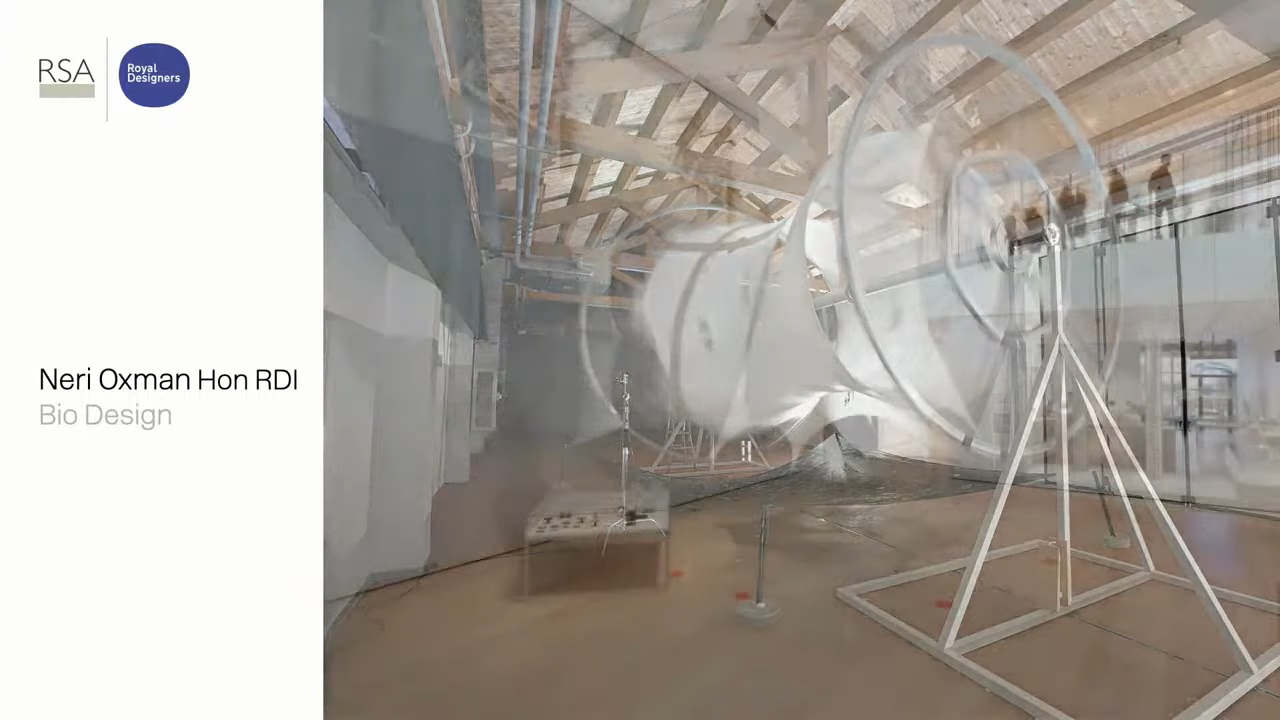 RSA
Royal
Designers
Neri Oxman Hon RDI
Bio Design